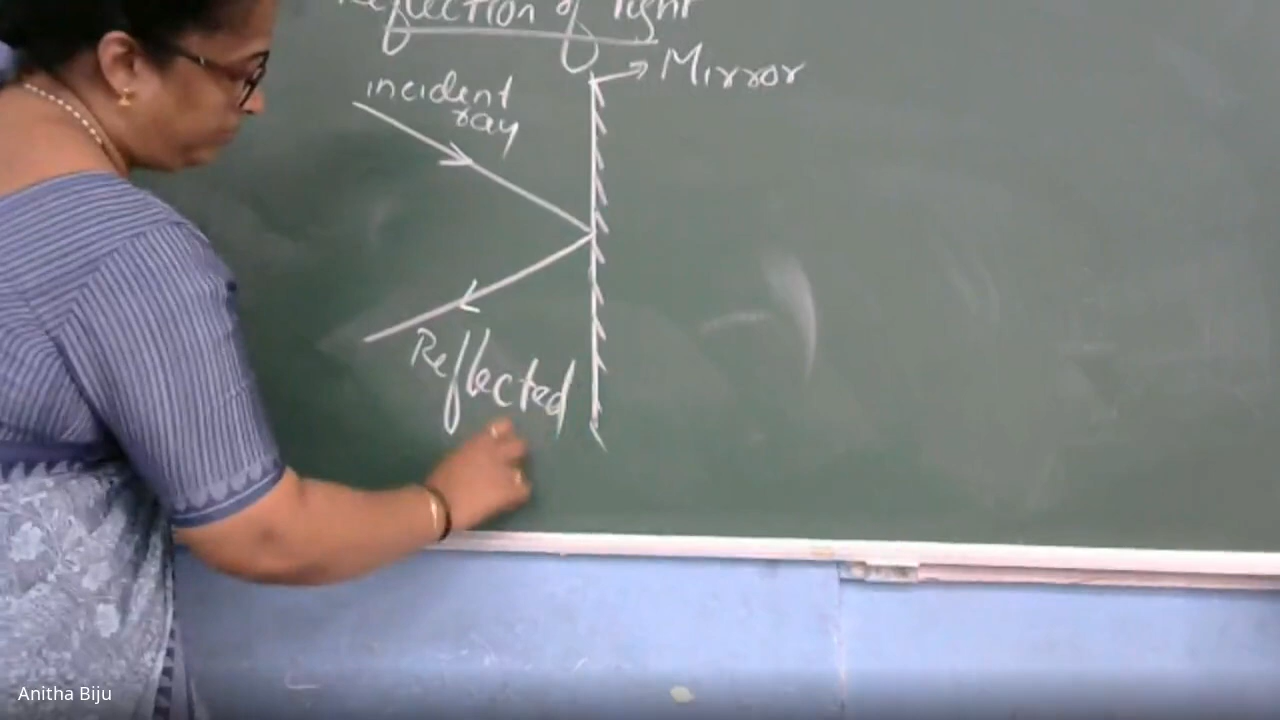 Reflection of light
Mirror
incident
ray
Reflected
Anitha Biju